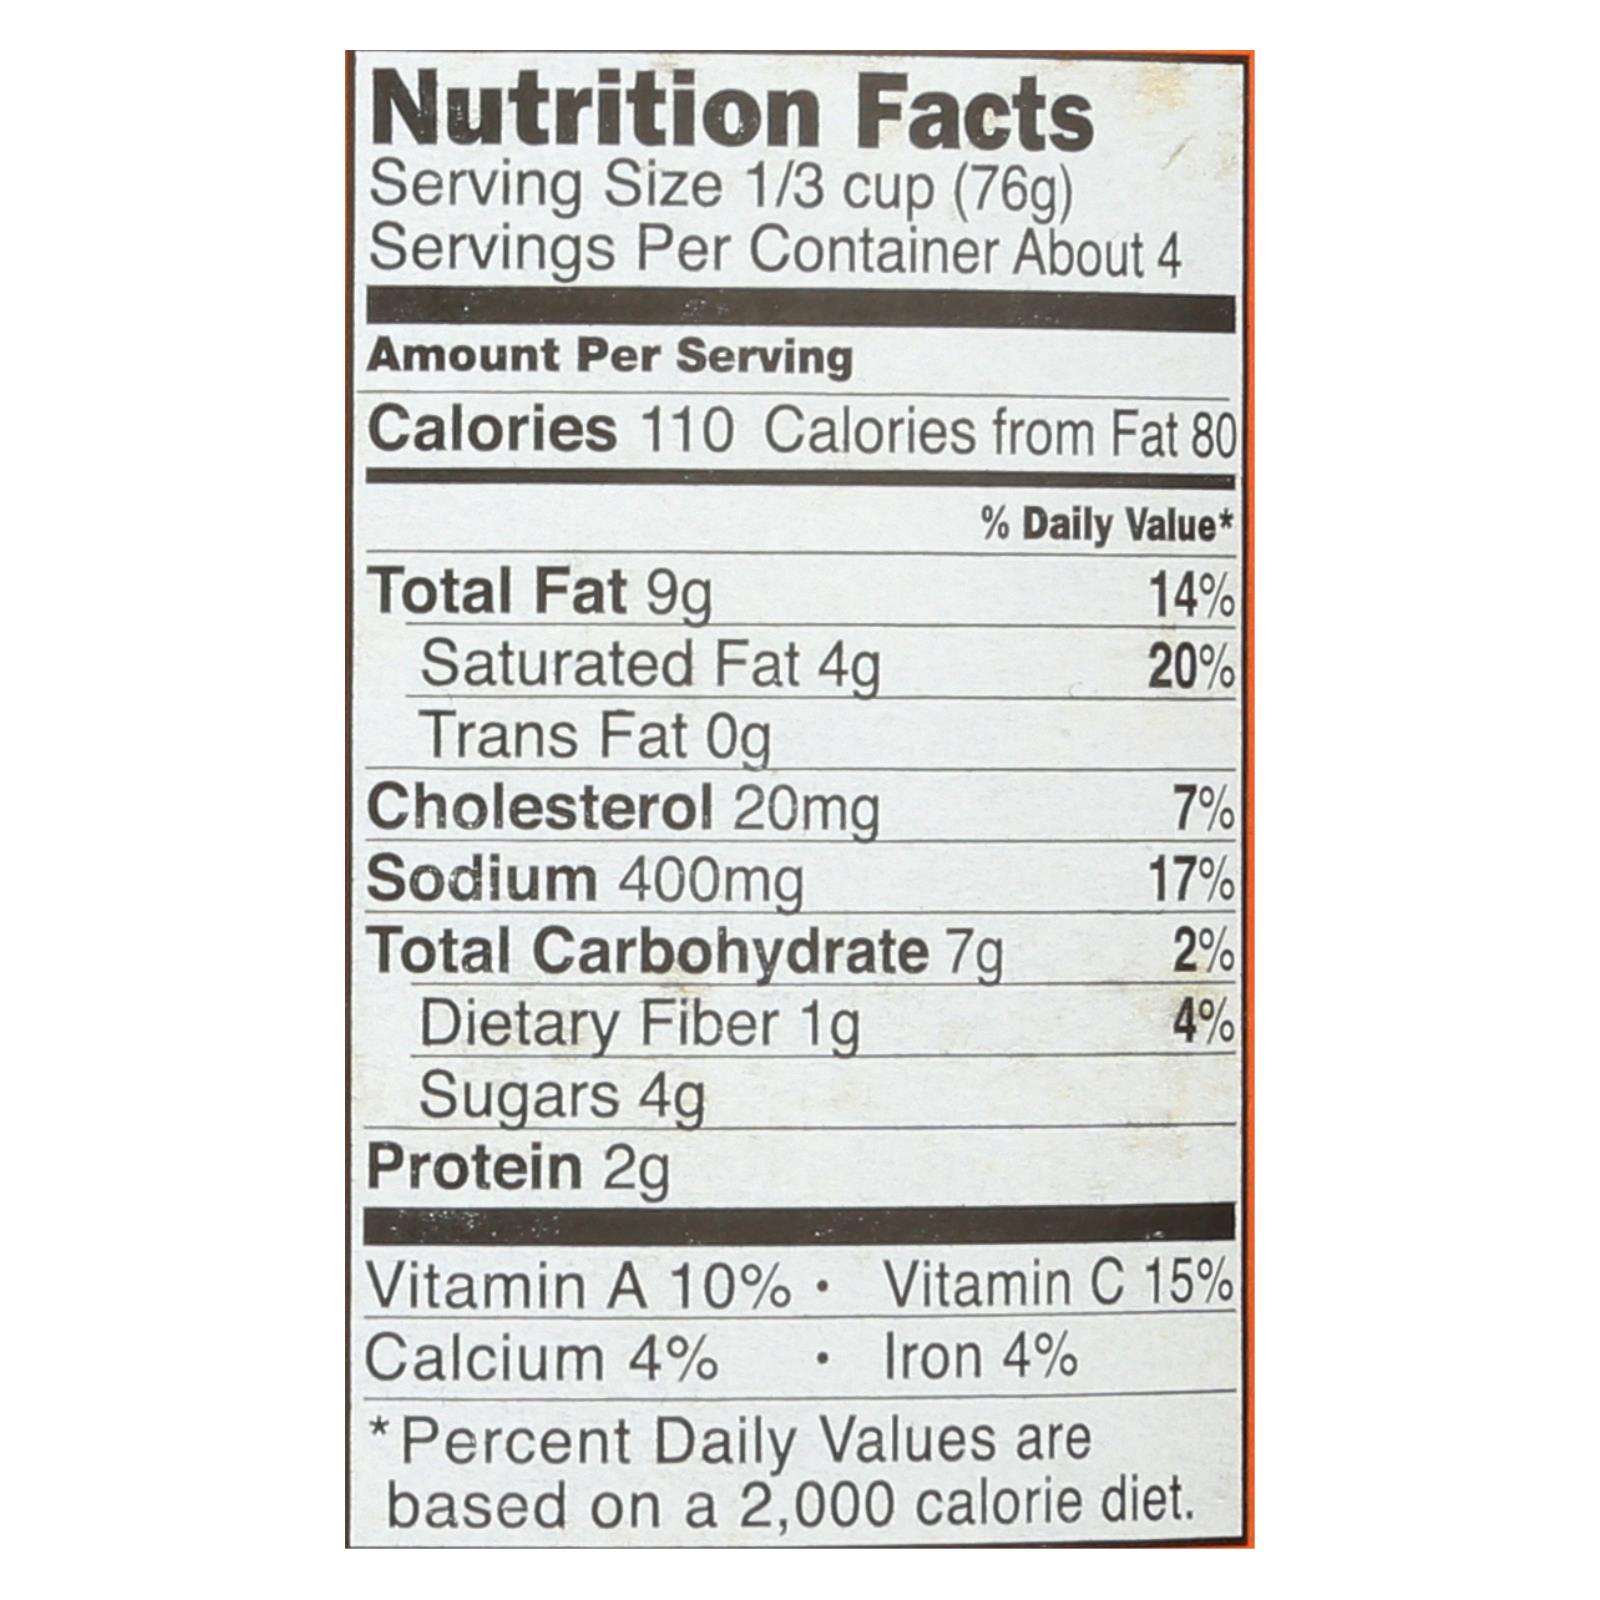 Nutrition Facts
Serving Size 1/3 cup (76g)
Servings Per Container About 4
Amount Per Serving
Calories 110 Calories from Fat 80
% Daily Value*
Total Fat 9g 14%
Saturated Fat 4g 20%
Trans Fat 0g
Cholesterol 20mg 7%
Sodium 400mg 17%
Total Carbohydrate 7g 2%
Dietary Fiber 1g 4%
Sugars 4g
Protein 2g
Vitamin A 10% • Vitamin C 15%
Calcium 4% • Iron 4%
*Percent Daily Values are
based on a 2,000 calorie diet.